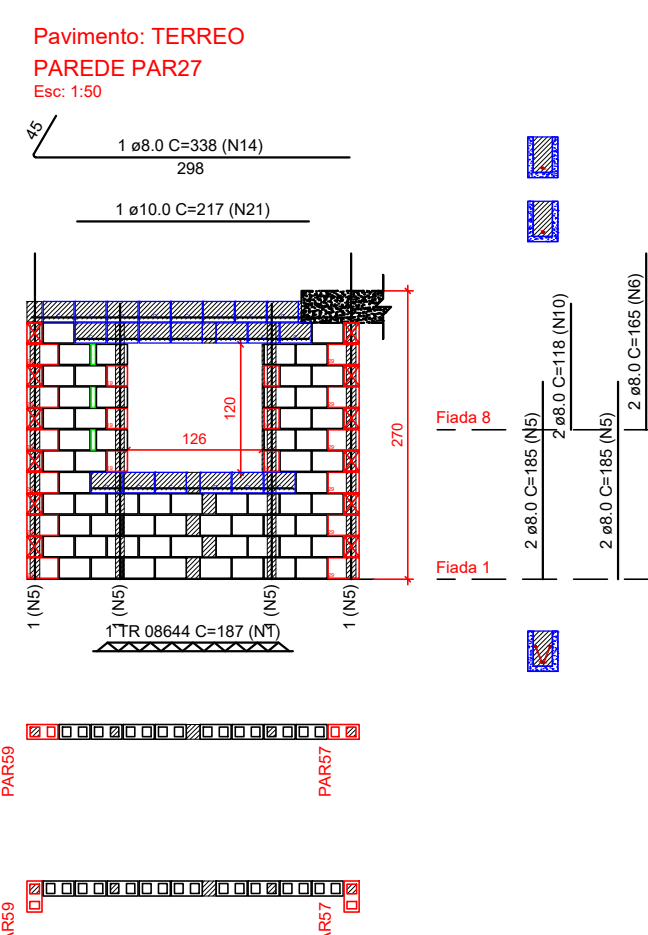 Pavimento: TERREO
PAREDE PAR27
Esc: 1:50
45
1 ø8.0 C=338 (N14)
298
1 ø10.0 C=217 (N21)
120
126
270
Fiada 8
Fiada 1
2 ø8.0 C=185 (N5)
2 ø8.0 C=118 (N10)
2 ø8.0 C=185 (N5)
2 ø8.0 C=165 (N6)
1 (N5)
1 (N5)
1 (N5)
1 (N5)
1 TR 08644 C=187 (N1)
PAR59
PAR57
R59
R57